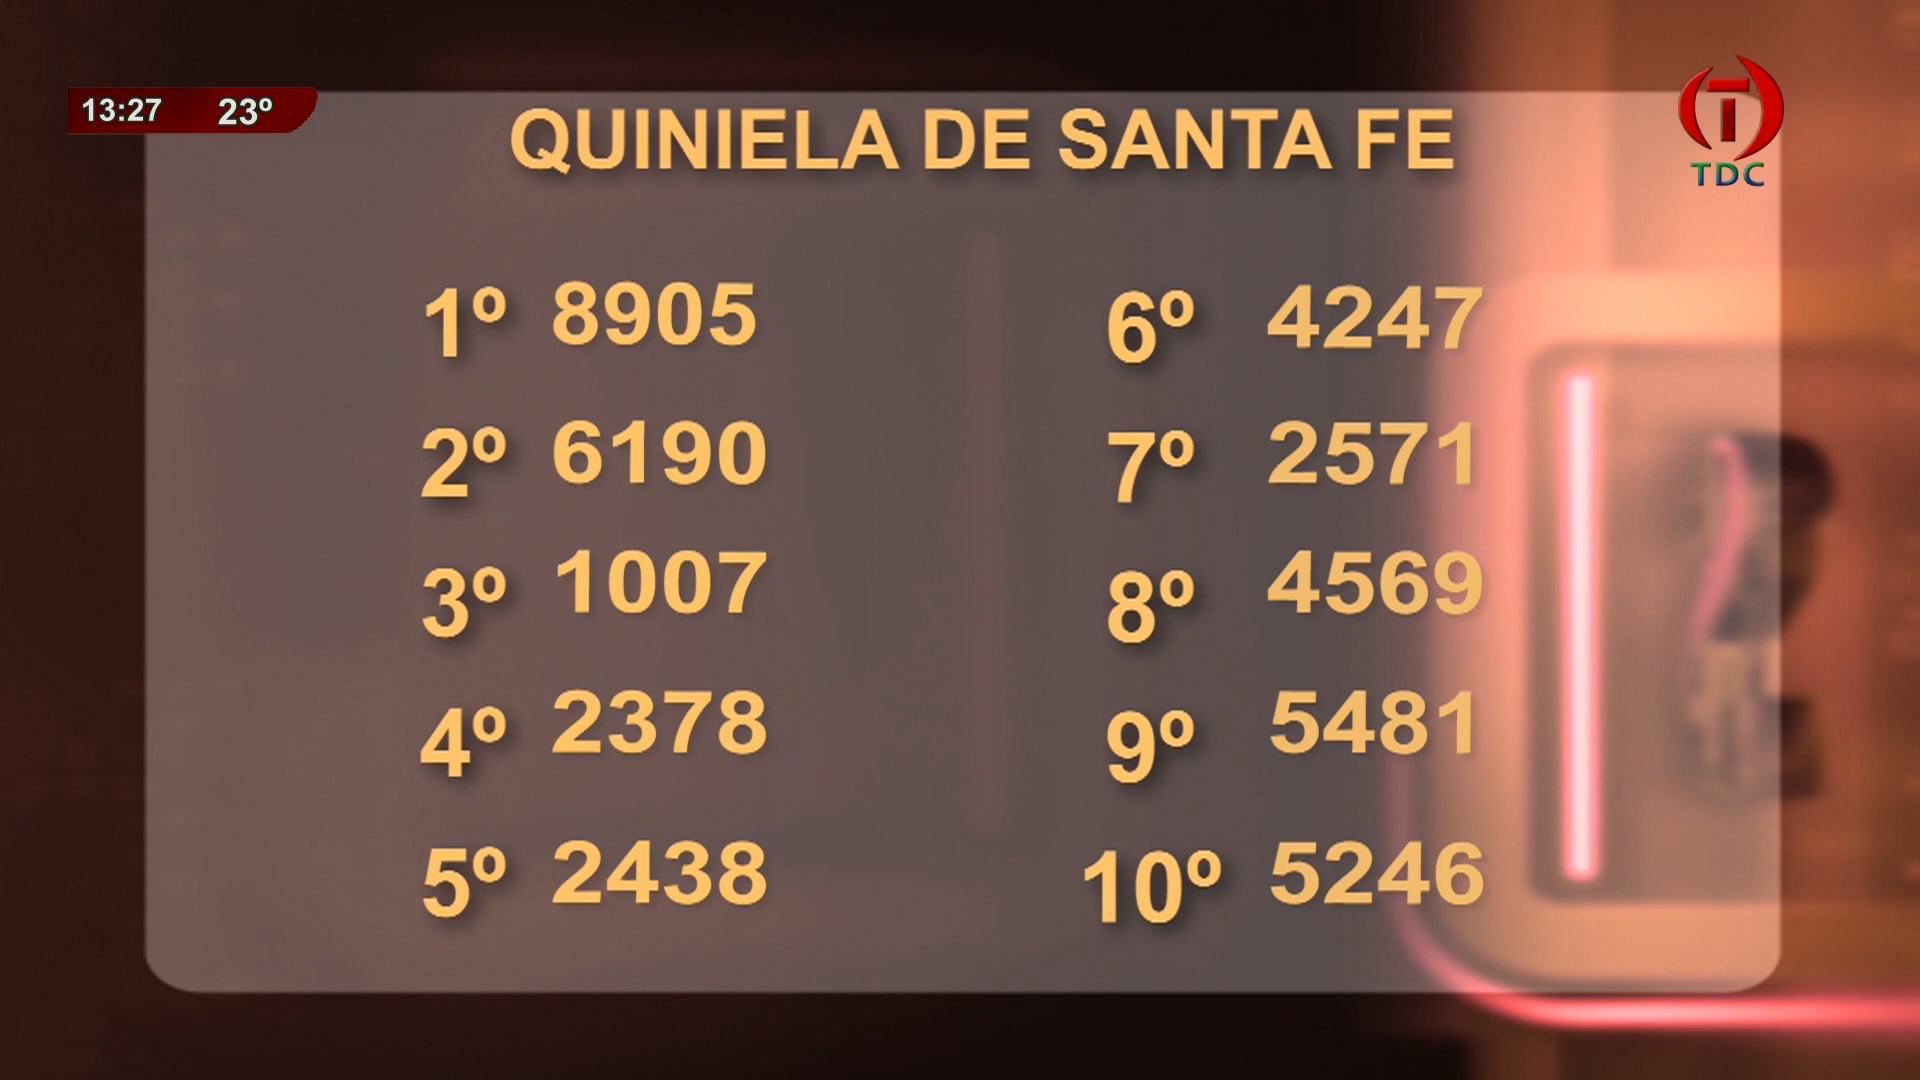 13:27 23º
TDC
QUINIELA DE SANTA FE
1º 8905
2º 6190
3º 1007
4º 2378
5º 2438
6º 4247
7º 2571
8º 4569
9º 5481
10º 5246